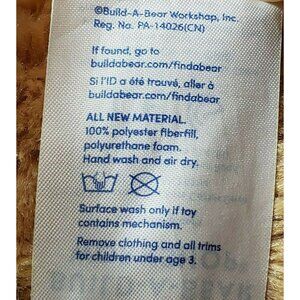 ©Build-A-Bear Workshop, Inc.
Reg. No. PA-14026(CN)
If found, go to
buildabear.com/findabear
Si l'ID a été trouvé, aller à
buildabear.com/findabear
ALL NEW MATERIAL.
100% polyester fiberfill,
polyurethane foam.
Hand wash and air dry.
Surface wash only if toy
contains mechanism.
Remove clothing and all trims
for children under age 3.